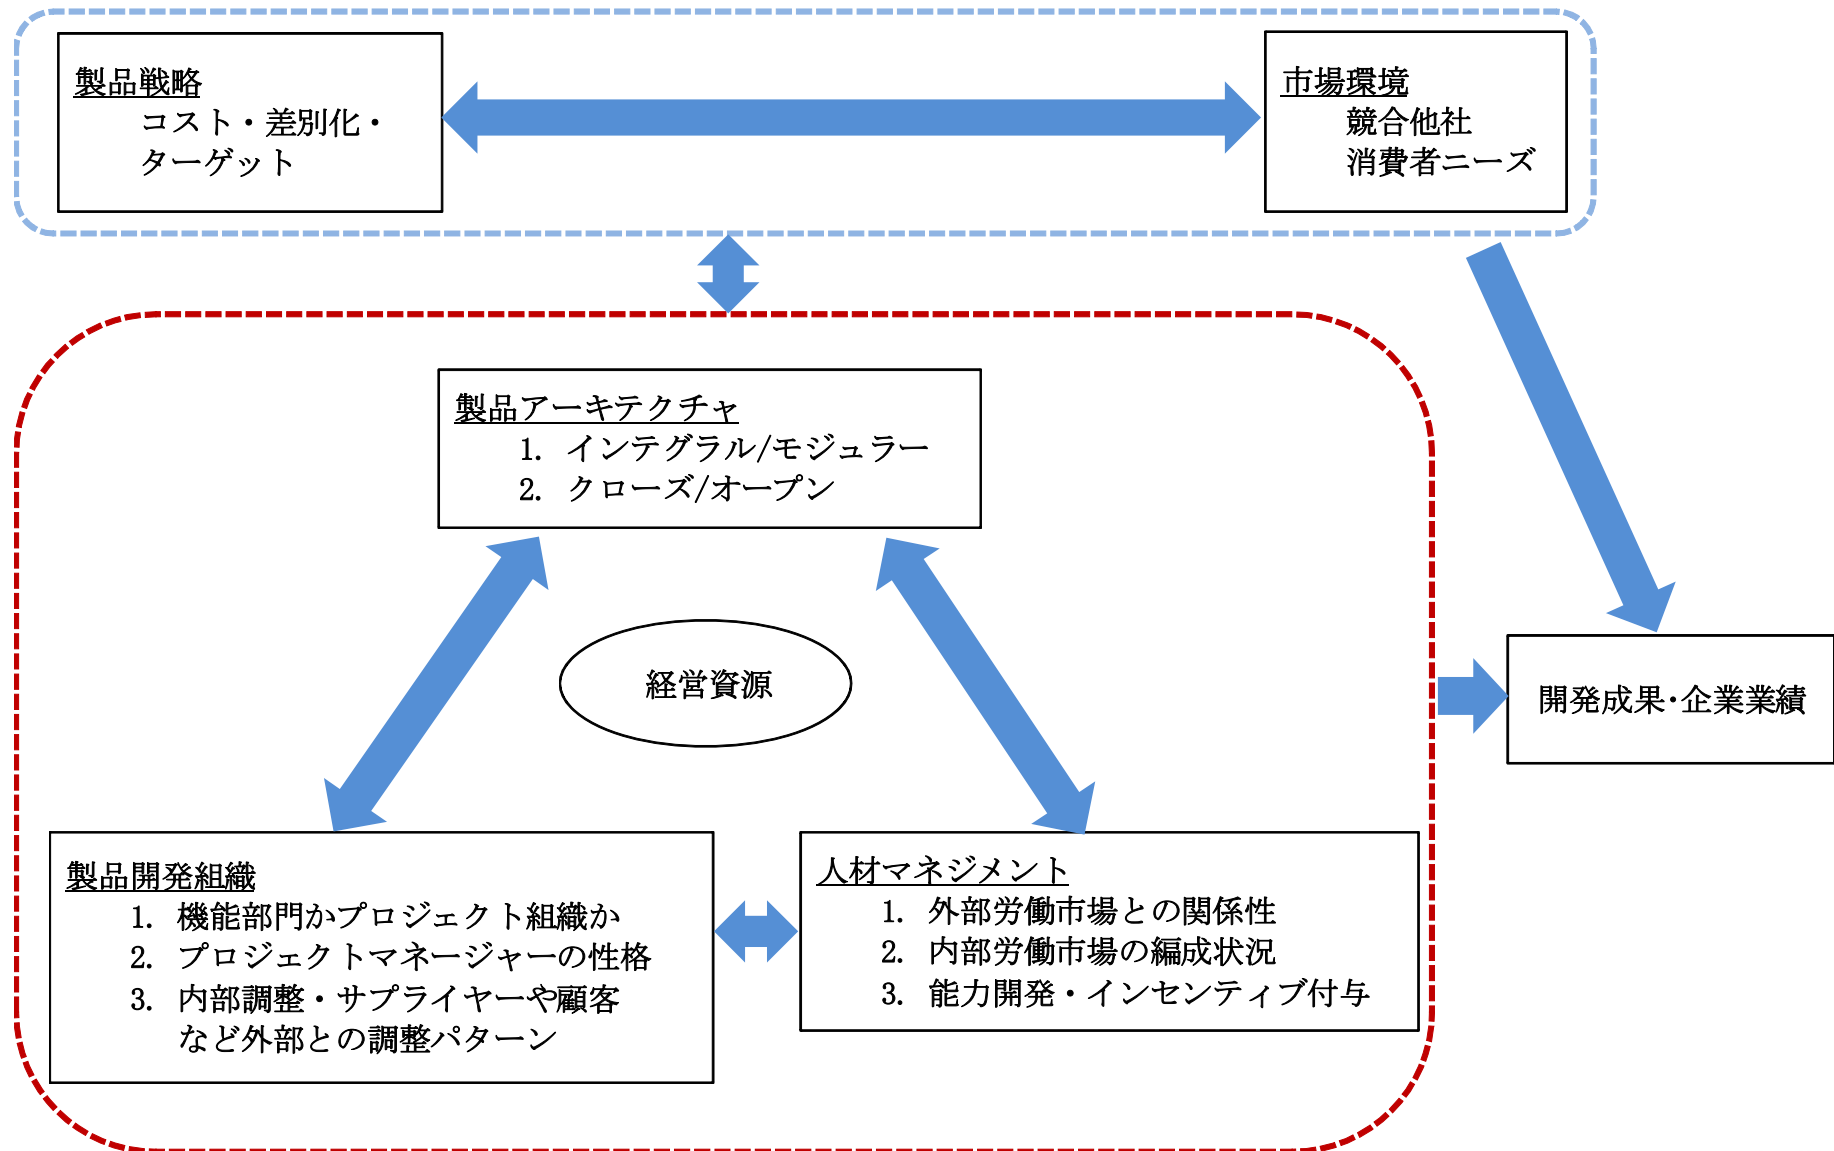 製品戦略
コスト・差別化・
ターゲット
市場環境
競合他社
消費者ニーズ
製品アーキテクチャ
1. インテグラル/モジュラー
2. クローズ/オープン
経営資源
開発成果・企業業績
製品開発組織
1. 機能部門かプロジェクト組織か
2. プロジェクトマネージャーの性格
3. 内部調整・サプライヤーや顧客
など外部との調整パターン
人材マネジメント
1. 外部労働市場との関係性
2. 内部労働市場の編成状況
3. 能力開発・インセンティブ付与